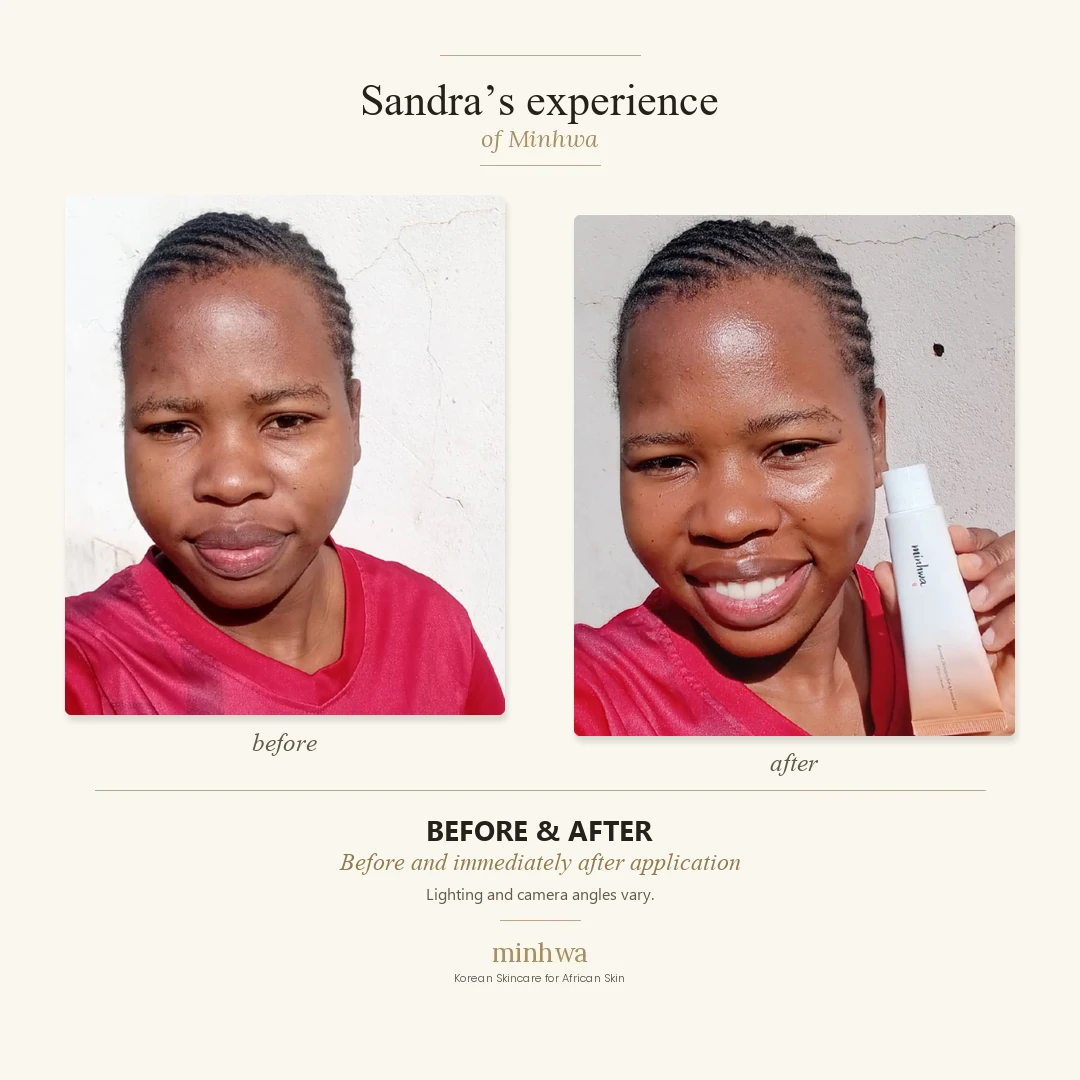 Sandra’s experience
of Minhwa
minhwa
before
after
BEFORE & AFTER
Before and immediately after application
Lighting and camera angles vary.
minhwa
Korean Skincare for African Skin